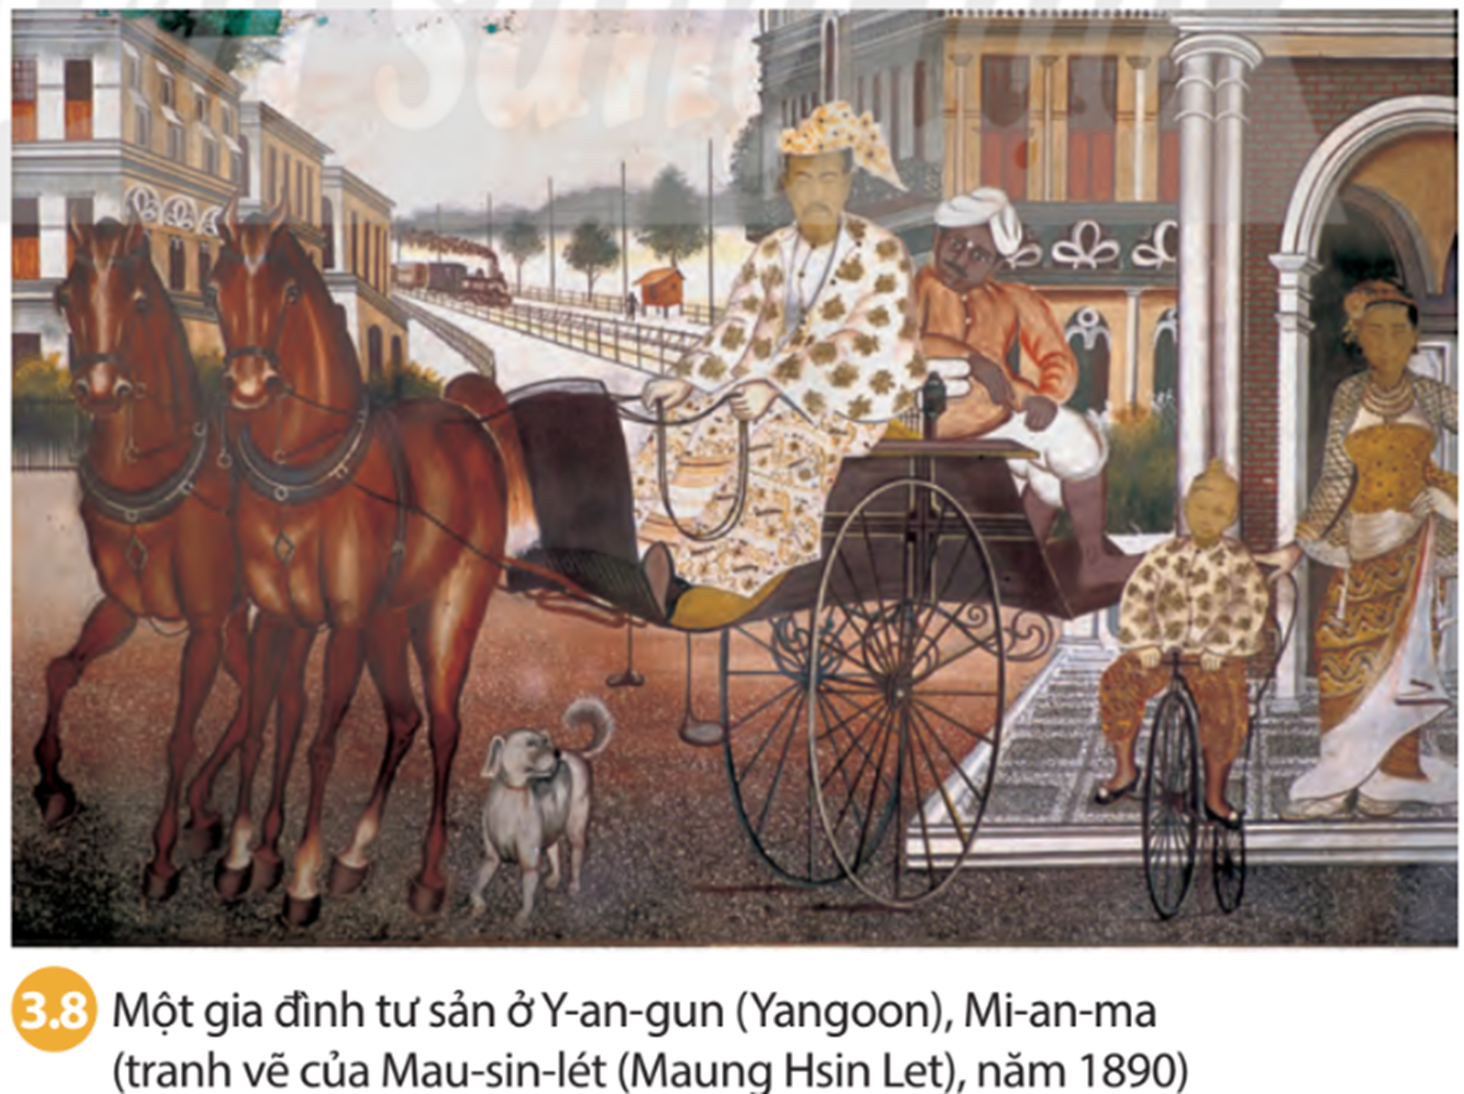 3.8 Một gia đình tư sản ở Y-an-gun (Yangoon), Mi-an-ma
(tranh vẽ của Mau-sin-lét (Maung Hsin Let), năm 1890)